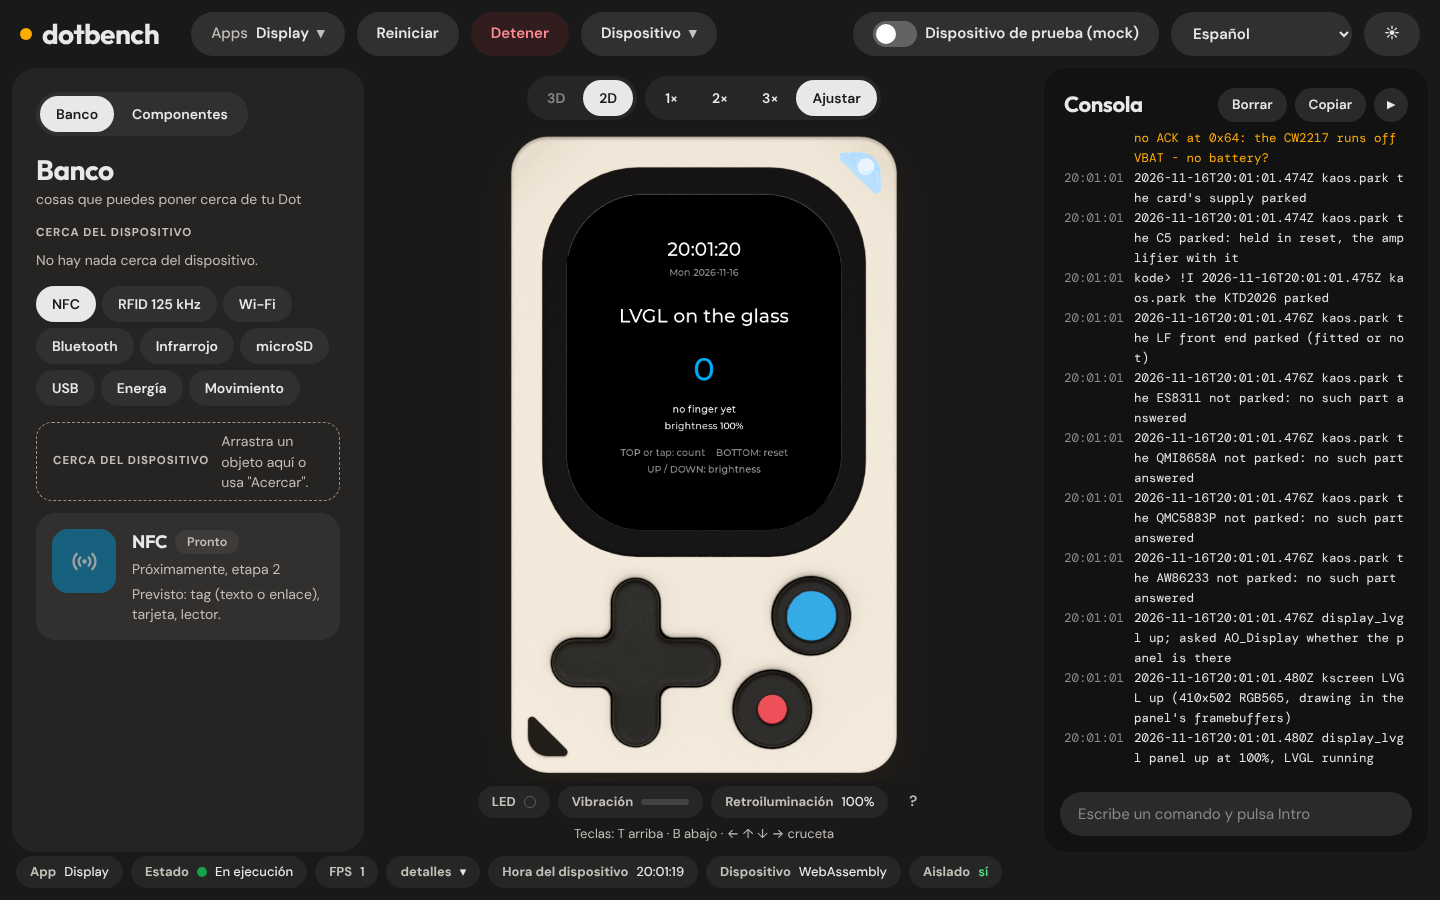 dotbench
Apps Display ▾
Reiniciar
Detener
Dispositivo ▾
Dispositivo de prueba (mock)
Español
Banco
Componentes
Banco
cosas que puedes poner cerca de tu Dot
CERCA DEL DISPOSITIVO
No hay nada cerca del dispositivo.
NFC
RFID 125 kHz
Wi-Fi
Bluetooth
Infrarrojo
microSD
USB
Energía
Movimiento
CERCA DEL DISPOSITIVO
Arrastra un
objeto aquí o
usa "Acercar".
NFC
Pronto
Próximamente, etapa 2
Previsto: tag (texto o enlace),
tarjeta, lector.
3D
2D
1×
2×
3×
Ajustar
20:01:20
Mon 2026-11-16
LVGL on the glass
0
no finger yet
brightness 100%
TOP or tap: count BOTTOM: reset
UP / DOWN: brightness
LED
Vibración
Retroiluminación 100%
?
Teclas: T arriba · B abajo · ← ↑ ↓ → cruceta
Consola
Borrar
Copiar
no ACK at 0x64: the CW2217 runs off
VBAT - no battery?
20:01:01 2026-11-16T20:01:01.474Z kaos.park t
he card's supply parked
20:01:01 2026-11-16T20:01:01.474Z kaos.park t
he C5 parked: held in reset, the amp
lifier with it
20:01:01 kode> !I 2026-11-16T20:01:01.475Z ka
os.park the KTD2026 parked
20:01:01 2026-11-16T20:01:01.476Z kaos.park t
he LF front end parked (fitted or no
t)
20:01:01 2026-11-16T20:01:01.476Z kaos.park t
he ES8311 not parked: no such part a
nswered
20:01:01 2026-11-16T20:01:01.476Z kaos.park t
he QMI8658A not parked: no such part
answered
20:01:01 2026-11-16T20:01:01.476Z kaos.park t
he QMC5883P not parked: no such part
answered
20:01:01 2026-11-16T20:01:01.476Z kaos.park t
he AW86233 not parked: no such part
answered
20:01:01 2026-11-16T20:01:01.476Z display_lvg
l up; asked AO_Display whether the p
anel is there
20:01:01 2026-11-16T20:01:01.480Z kscreen LVG
L up (410x502 RGB565, drawing in the
panel's framebuffers)
20:01:01 2026-11-16T20:01:01.480Z display_lvg
l panel up at 100%, LVGL running
Escribe un comando y pulsa Intro
App Display
Estado En ejecución
FPS 1
detalles ▾
Hora del dispositivo 20:01:19
Dispositivo WebAssembly
Aislado sí